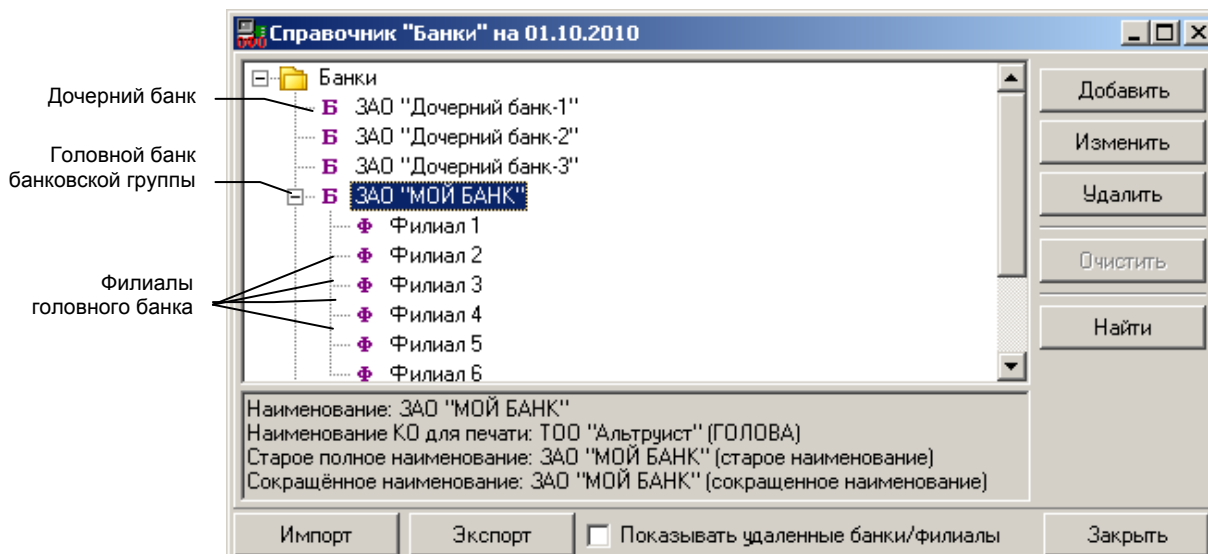 Справочник "Банки" на 01.10.2010
Банки
Дочерний банк
Б ЗАО "Дочерний банк-1"
Б ЗАО "Дочерний банк-2"
Б ЗАО "Дочерний банк-3"
Головной банк
банковской группы
Б ЗАО "МОЙ БАНК"
Ф Филиал 1
Ф Филиал 2
Ф Филиал 3
Ф Филиал 4
Ф Филиал 5
Ф Филиал 6
Филиалы
головного банка
Добавить
Изменить
Удалить
Очистить
Найти
Наименование: ЗАО "МОЙ БАНК"
Наименование КО для печати: ТОО "Альтруист" (ГОЛОВА)
Старое полное наименование: ЗАО "МОЙ БАНК" (старое наименование)
Сокращённое наименование: ЗАО "МОЙ БАНК" (сокращенное наименование)
Импорт
Экспорт
Показывать удаленные банки/филиалы
Закрыть